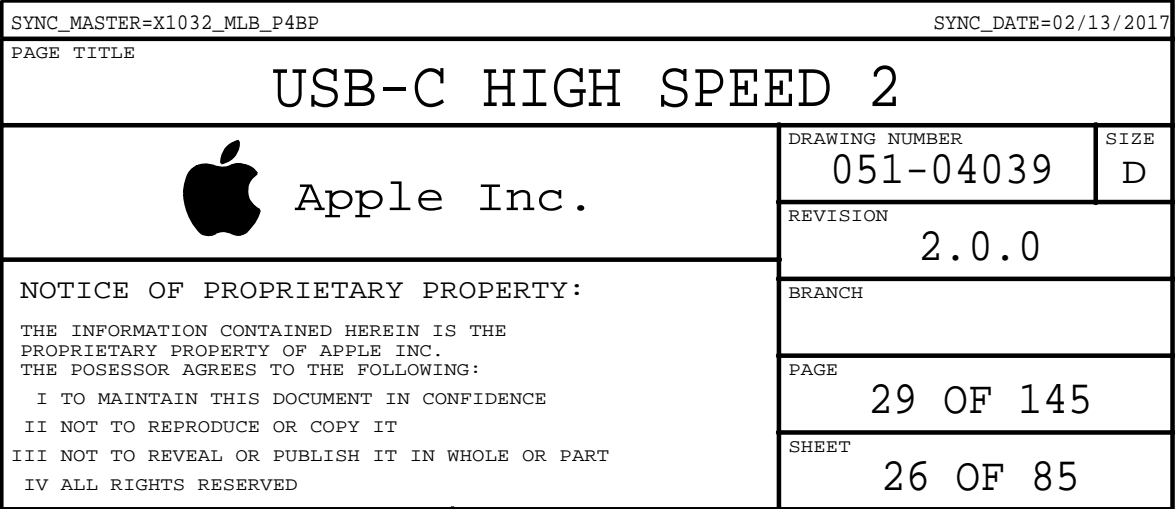 SYNC_MASTER=X1032_MLB_P4BP
SYNC_DATE=02/13/2017
PAGE TITLE
USB-C HIGH SPEED 2
Apple Inc.
DRAWING NUMBER
051-04039
SIZE
D
REVISION
2.0.0
NOTICE OF PROPRIETARY PROPERTY:
THE INFORMATION CONTAINED HEREIN IS THE
PROPRIETARY PROPERTY OF APPLE INC.
THE POSESSOR AGREES TO THE FOLLOWING:
I TO MAINTAIN THIS DOCUMENT IN CONFIDENCE
II NOT TO REPRODUCE OR COPY IT
III NOT TO REVEAL OR PUBLISH IT IN WHOLE OR PART
IV ALL RIGHTS RESERVED
BRANCH
PAGE
29 OF 145
SHEET
26 OF 85